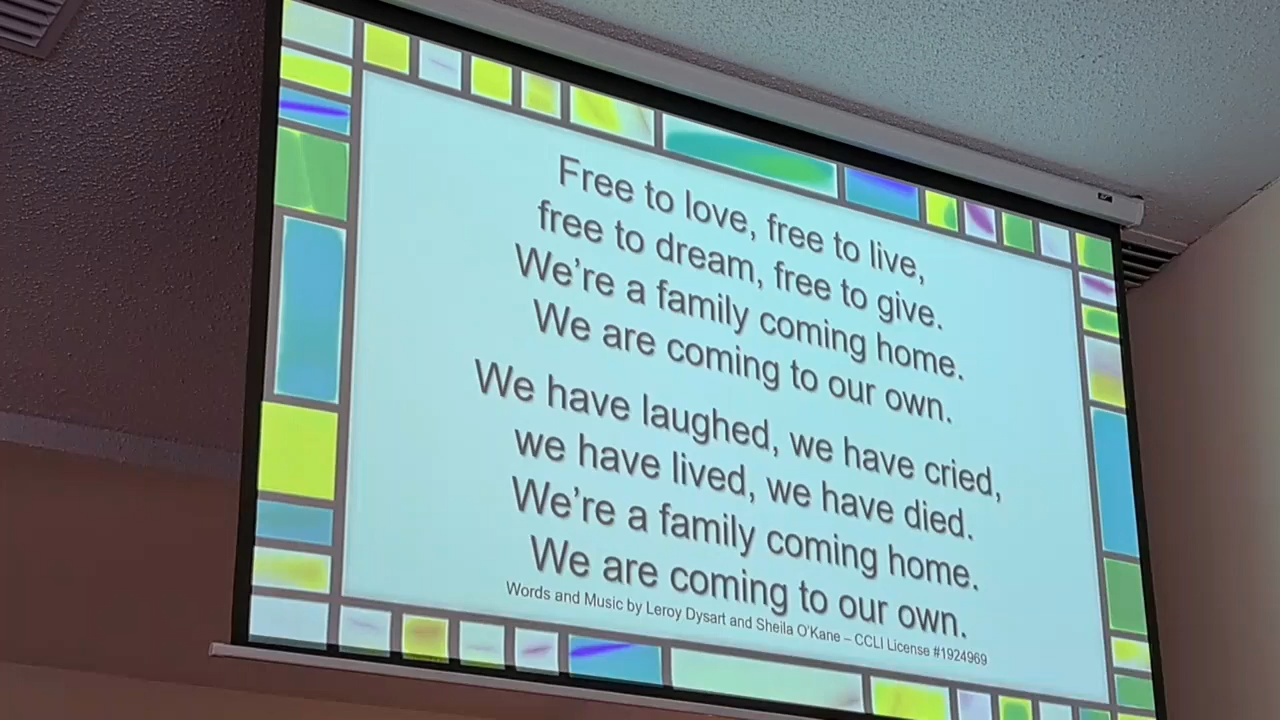 Free to love, free to live,
free to dream, free to give.
We're a family coming home.
We are coming to our own.
We have laughed, we have cried,
we have lived, we have died.
We're a family coming home.
We are coming to our own.
Words and Music by Leroy Dysart and Sheila O'Kane – CCLI License #1924969